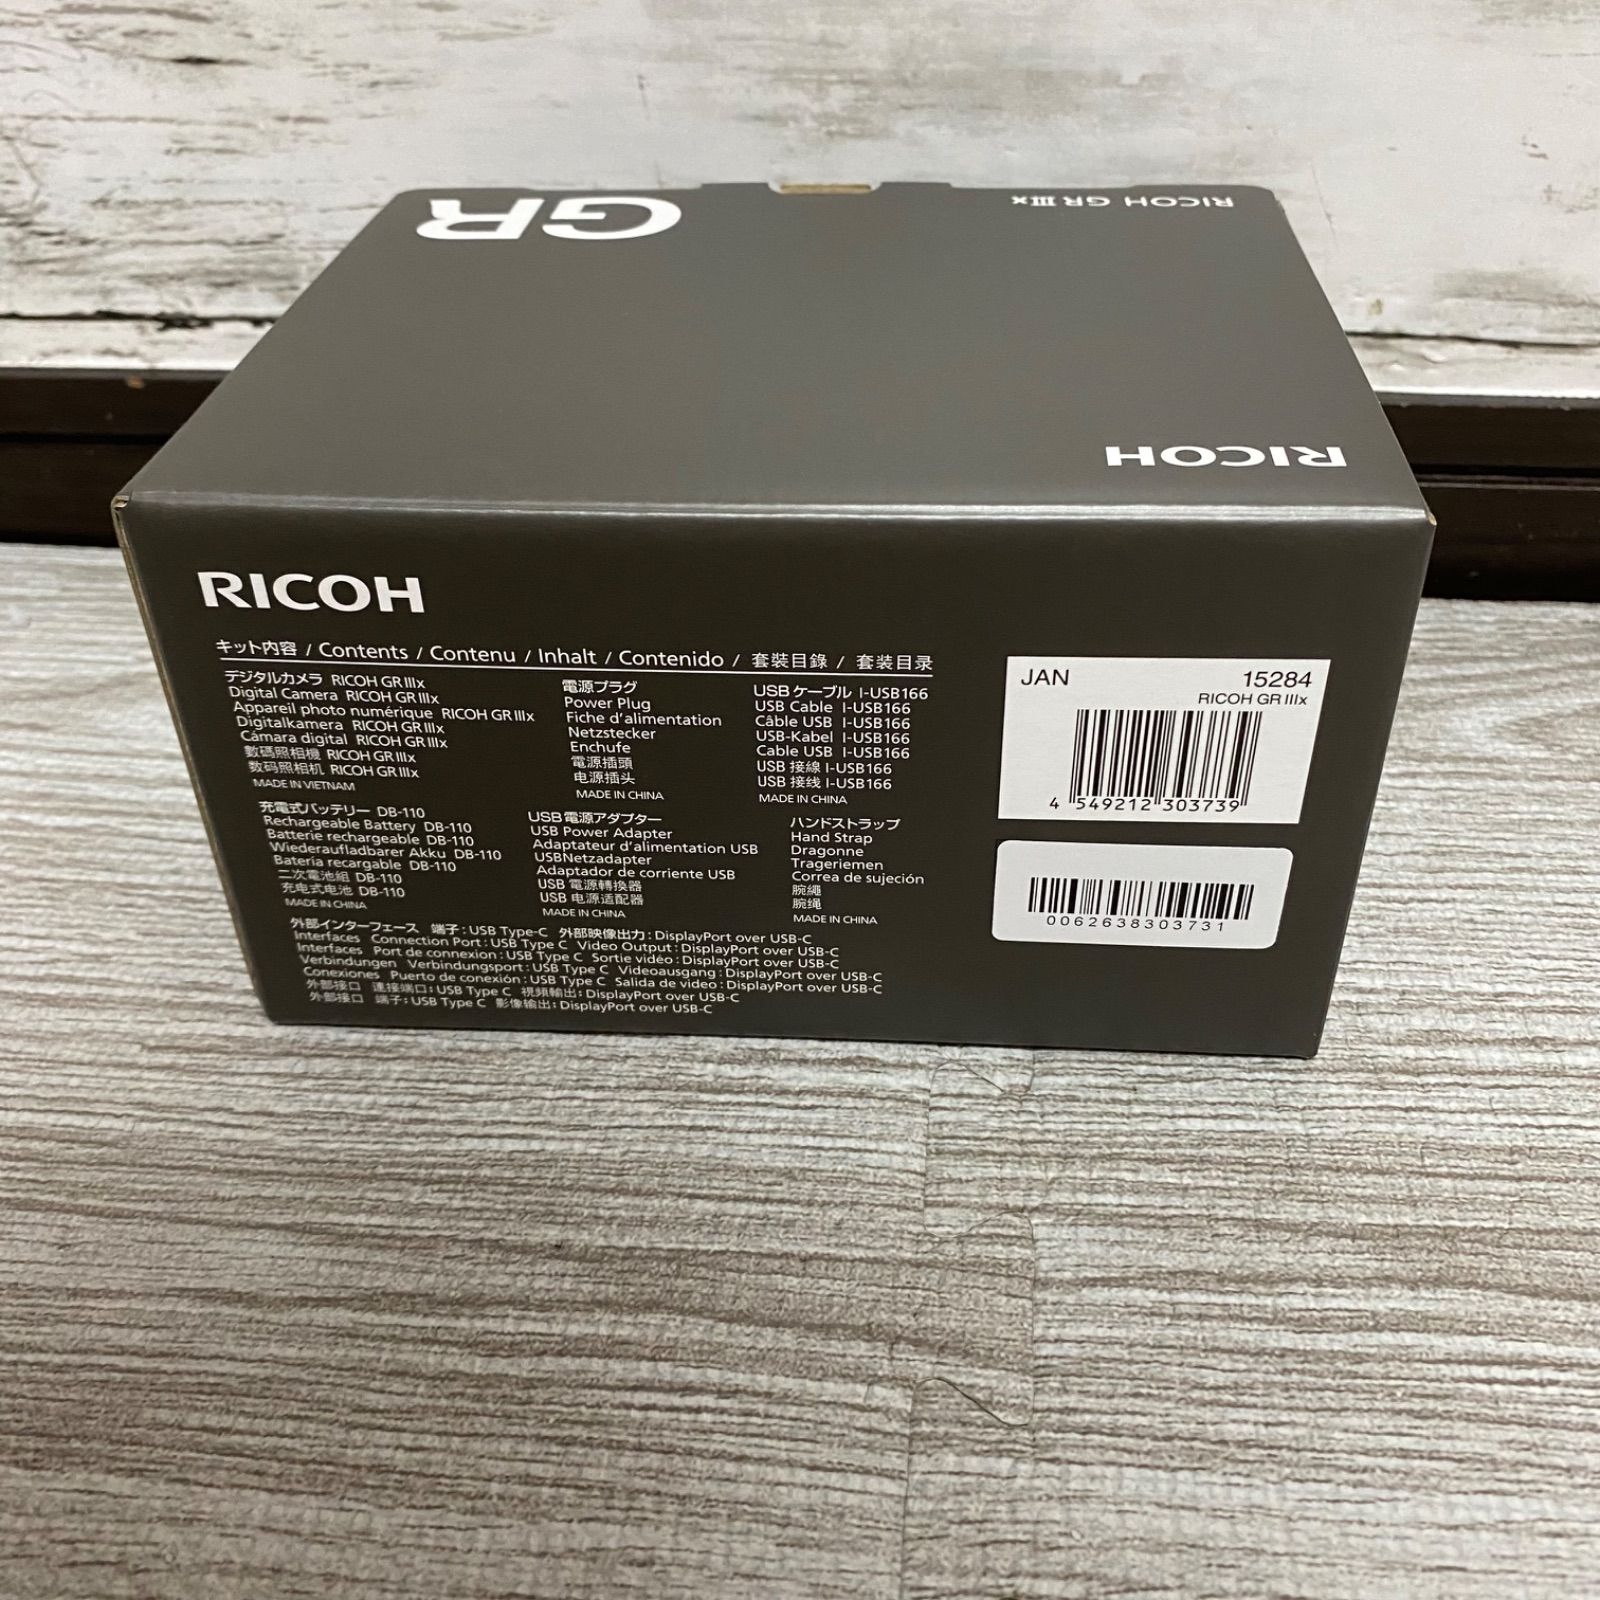 GR
RICOH GR IIIx
RICOH
RICOH
キット内容 / Contents / Contenu / Inhalt / Contenido / 套裝目錄 / 套装目录
デジタルカメラ RICOH GR IIIx
Digital Camera RICOH GR IIIx
Appareil photo numérique RICOH GR IIIx
Digitalkamera RICOH GR IIIx
Cámara digital RICOH GR IIIx
數碼照相機 RICOH GR IIIx
数码照相机 RICOH GR IIIx
MADE IN VIETNAM
電源プラグ
Power Plug
Fiche d'alimentation
Netzstecker
Enchufe
電源插頭
电源插头
MADE IN CHINA
USB ケーブル I-USB166
USB Cable I-USB166
Câble USB I-USB166
USB-Kabel I-USB166
Cable USB I-USB166
USB 接線 I-USB166
USB 接线 I-USB166
MADE IN CHINA
充電式バッテリー DB-110
Rechargeable Battery DB-110
Batterie rechargeable DB-110
Wiederaufladbarer Akku DB-110
Batería recargable DB-110
二次電池組 DB-110
充电式电池 DB-110
MADE IN CHINA
USB 電源アダプター
USB Power Adapter
Adaptateur d'alimentation USB
USBNetzadapter
Adaptador de corriente USB
USB 電源轉換器
USB 电源适配器
MADE IN CHINA
ハンドストラップ
Hand Strap
Dragonne
Trageriemen
Correa de sujeción
腕繩
腕绳
MADE IN CHINA
外部インターフェース 端子 : USB Type-C 外部映像出力 : DisplayPort over USB-C
Interfaces Connection Port : USB Type C Video Output : DisplayPort over USB-C
Interfaces Port de connexion : USB Type C Sortie vidéo : DisplayPort over USB-C
Verbindungen Verbindungsport : USB Type C Videoausgang : DisplayPort over USB-C
Conexiones Puerto de conexión : USB Type C Salida de video : DisplayPort over USB-C
外部接口 連接端口 : USB Type C 視頻輸出 : DisplayPort over USB-C
外部接口 端子 : USB Type C 影像输出 : DisplayPort over USB-C
JAN 15284
RICOH GR IIIx
4 549212 303739
0062638303731